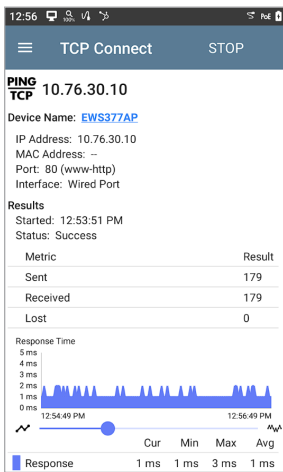 12:56 100% PoE
TCP Connect STOP
PING
TCP 10.76.30.10
Device Name: EWS377AP
IP Address: 10.76.30.10
MAC Address: --
Port: 80 (www-http)
Interface: Wired Port
Results
Started: 12:53:51 PM
Status: Success
Metric Result
Sent 179
Received 179
Lost 0
Response Time
5 ms
4 ms
3 ms
2 ms
1 ms
0 ms
12:54:49 PM 12:56:49 PM
Cur Min Max Avg
Response 1 ms 1 ms 3 ms 1 ms